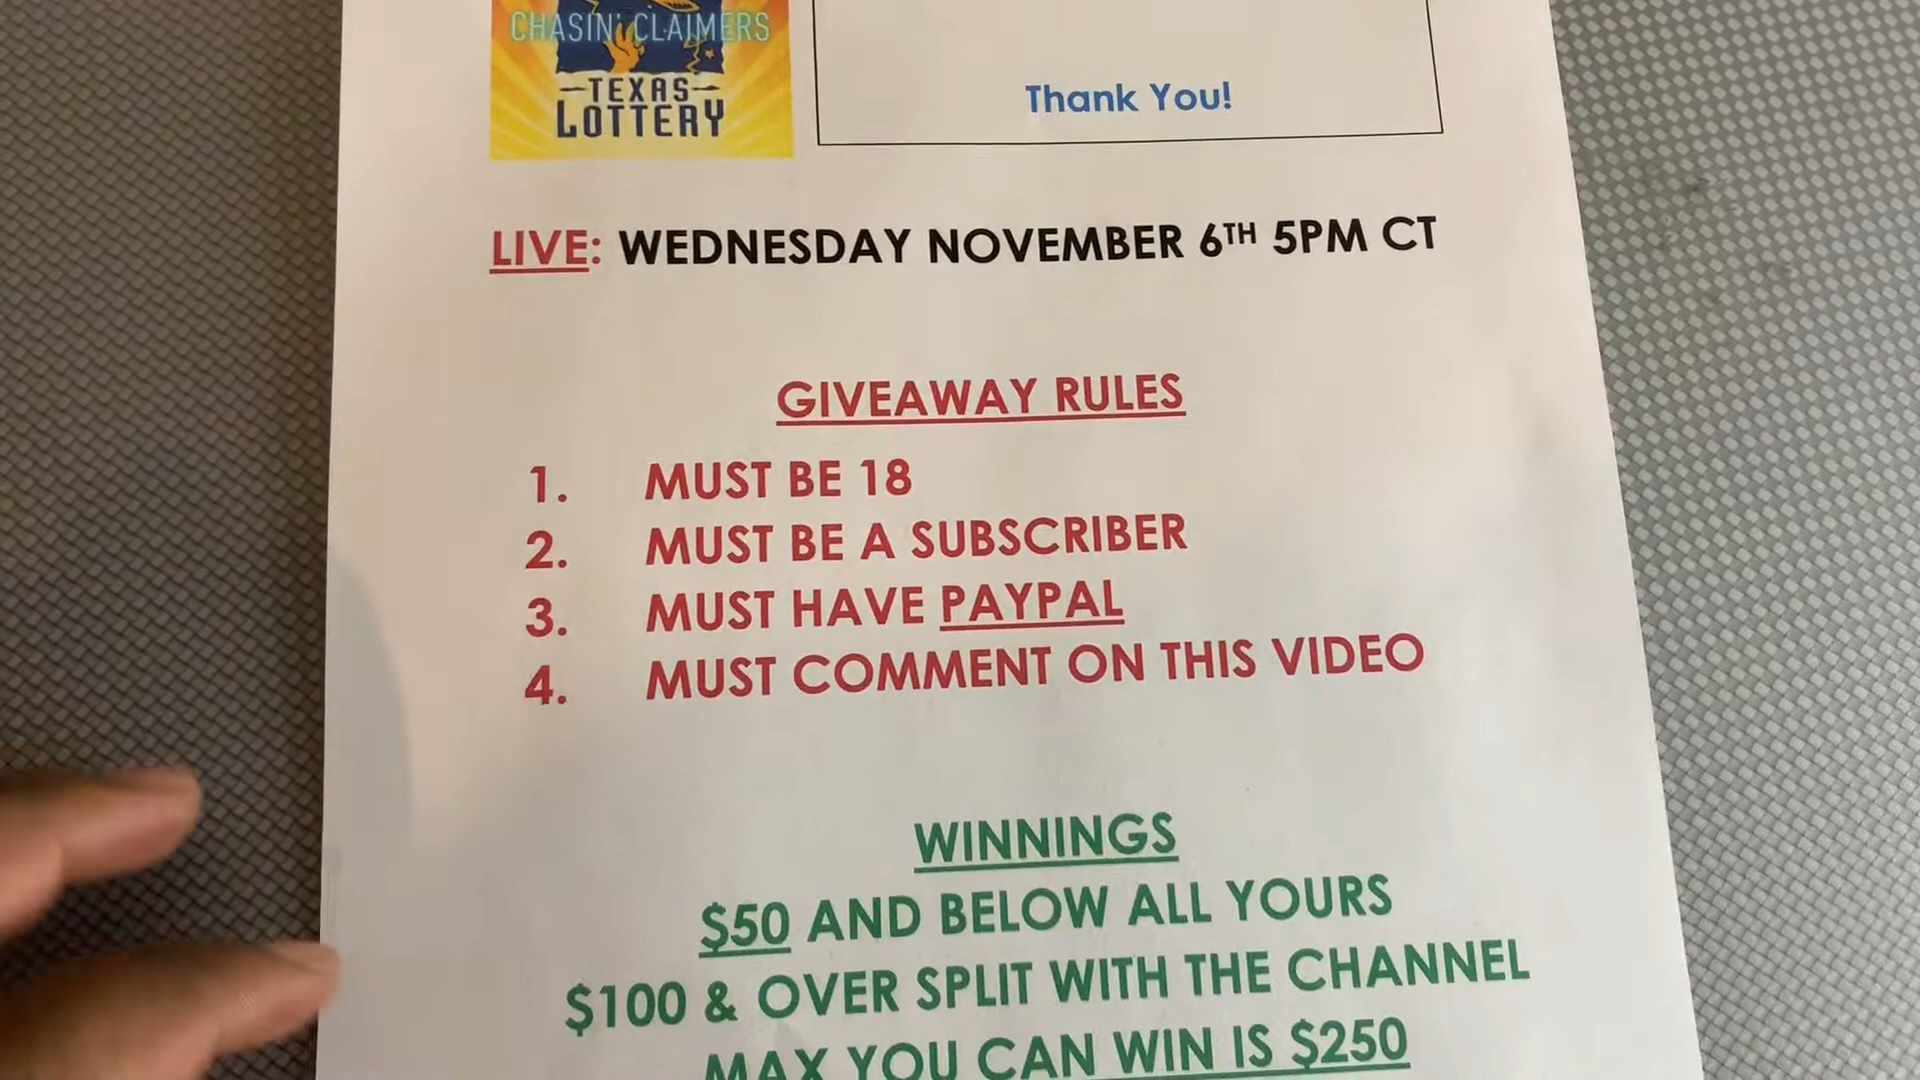 CHASIN' CLAIMERS
TEXAS
LOTTERY
Thank You!
LIVE: WEDNESDAY NOVEMBER 6TH 5PM CT
GIVEAWAY RULES
1. MUST BE 18
2. MUST BE A SUBSCRIBER
3. MUST HAVE PAYPAL
4. MUST COMMENT ON THIS VIDEO
WINNINGS
$50 AND BELOW ALL YOURS
$100 & OVER SPLIT WITH THE CHANNEL
MAX YOU CAN WIN IS $250